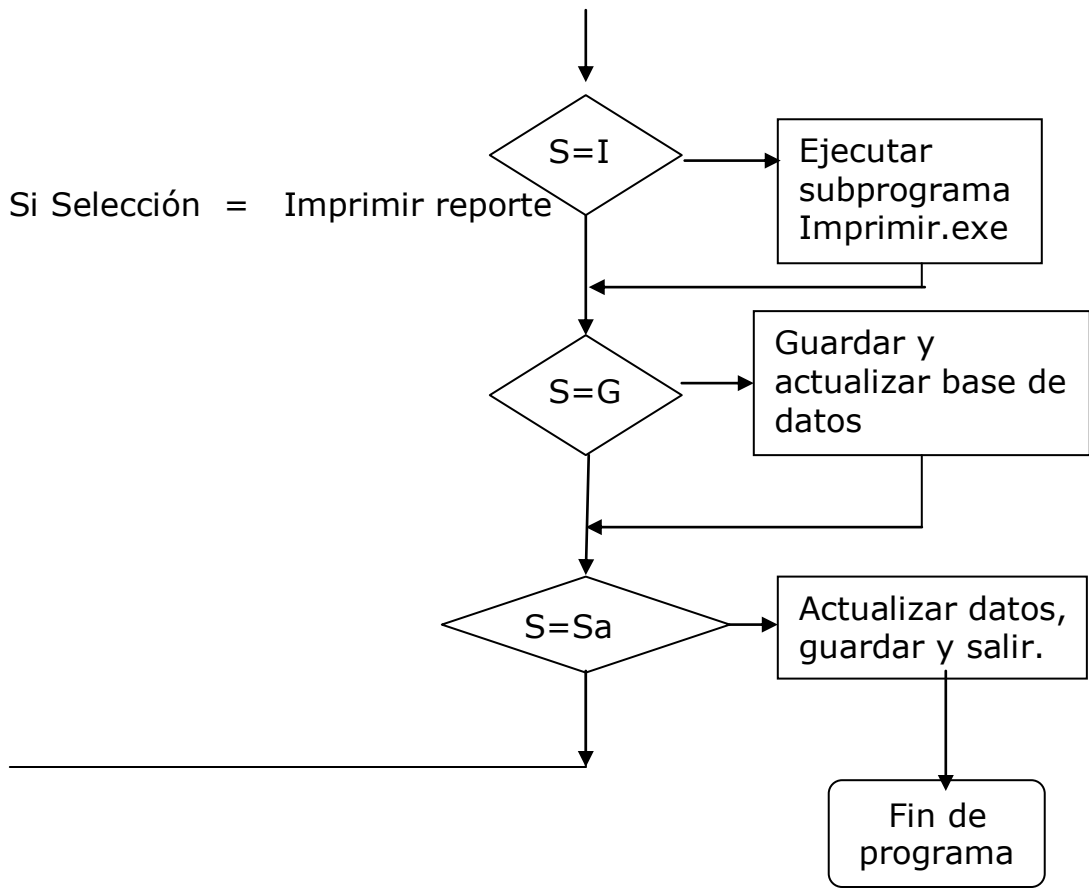 S=I
Ejecutar
subprograma
Imprimir.exe
Si Selección = Imprimir reporte
S=G
Guardar y
actualizar base de
datos
S=Sa
Actualizar datos,
guardar y salir.
Fin de
programa